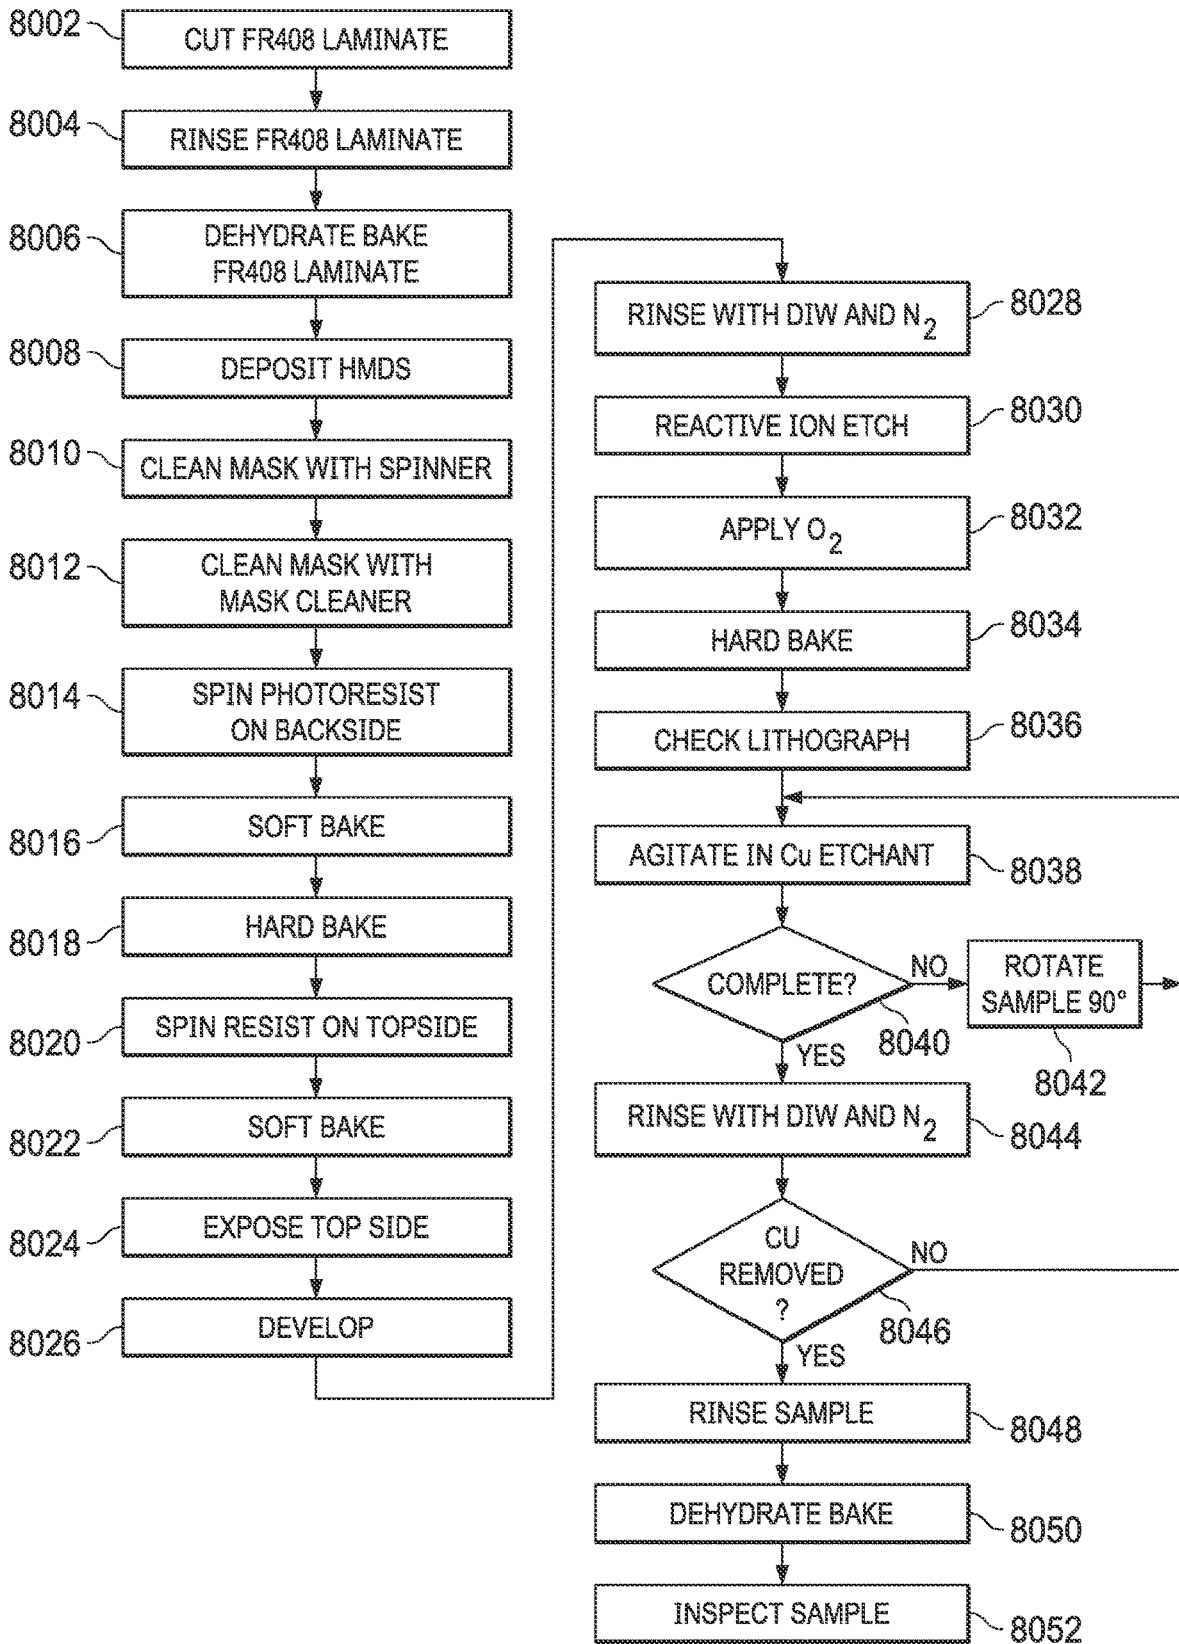 8002
CUT FR408 LAMINATE
8004
RINSE FR408 LAMINATE
8006
DEHYDRATE BAKE
FR408 LAMINATE
8008
DEPOSIT HMDS
8010
CLEAN MASK WITH SPINNER
8012
CLEAN MASK WITH
MASK CLEANER
8014
SPIN PHOTORESIST
ON BACKSIDE
8016
SOFT BAKE
8018
HARD BAKE
8020
SPIN RESIST ON TOPSIDE
8022
SOFT BAKE
8024
EXPOSE TOP SIDE
8026
DEVELOP
RINSE WITH DIW AND N2
8028
REACTIVE ION ETCH
8030
APPLY O2
8032
HARD BAKE
8034
CHECK LITHOGRAPH
8036
AGITATE IN Cu ETCHANT
8038
COMPLETE?
8040
NO
ROTATE
SAMPLE 90°
8042
YES
RINSE WITH DIW AND N2
8044
CU
REMOVED
?
8046
NO
YES
RINSE SAMPLE
8048
DEHYDRATE BAKE
8050
INSPECT SAMPLE
8052